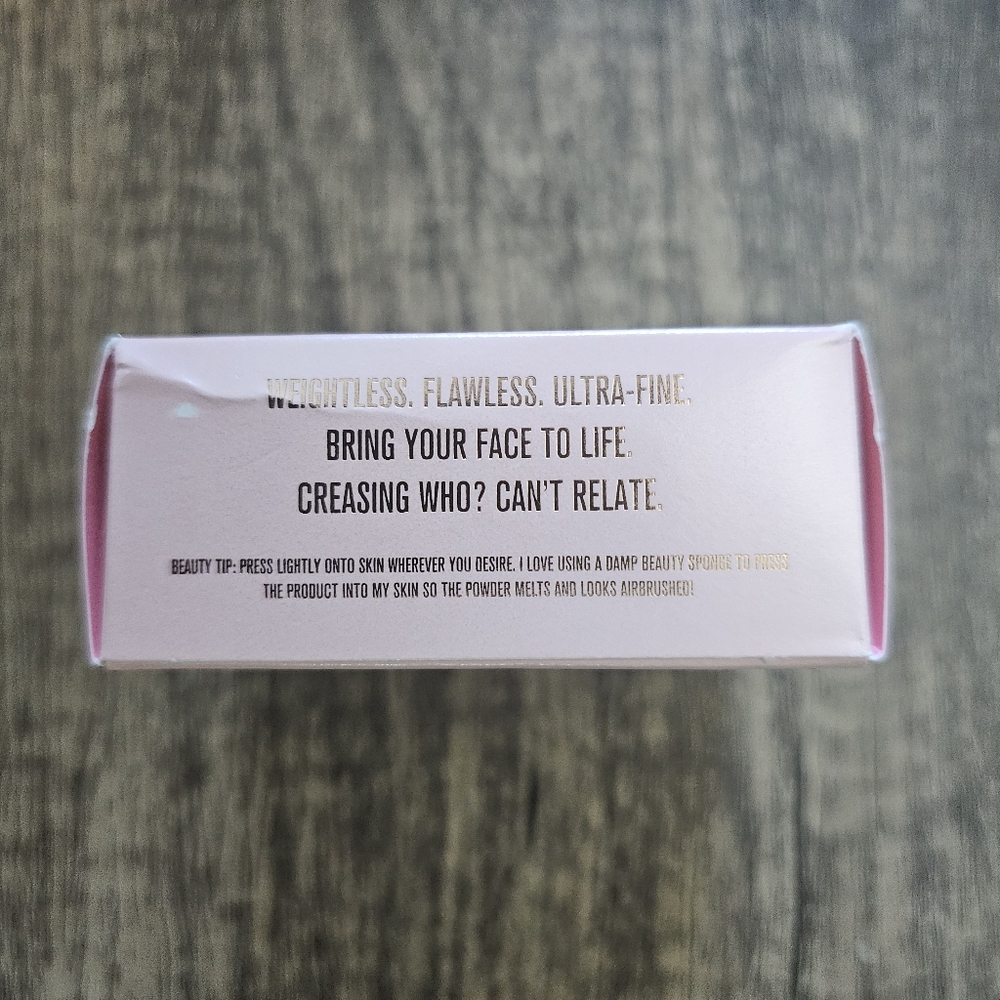 WEIGHTLESS. FLAWLESS. ULTRA-FINE.
BRING YOUR FACE TO LIFE.
CREASING WHO? CAN'T RELATE.
BEAUTY TIP: PRESS LIGHTLY ONTO SKIN WHEREVER YOU DESIRE. I LOVE USING A DAMP BEAUTY SPONGE TO PRESS
THE PRODUCT INTO MY SKIN SO THE POWDER MELTS AND LOOKS AIRBRUSHED!